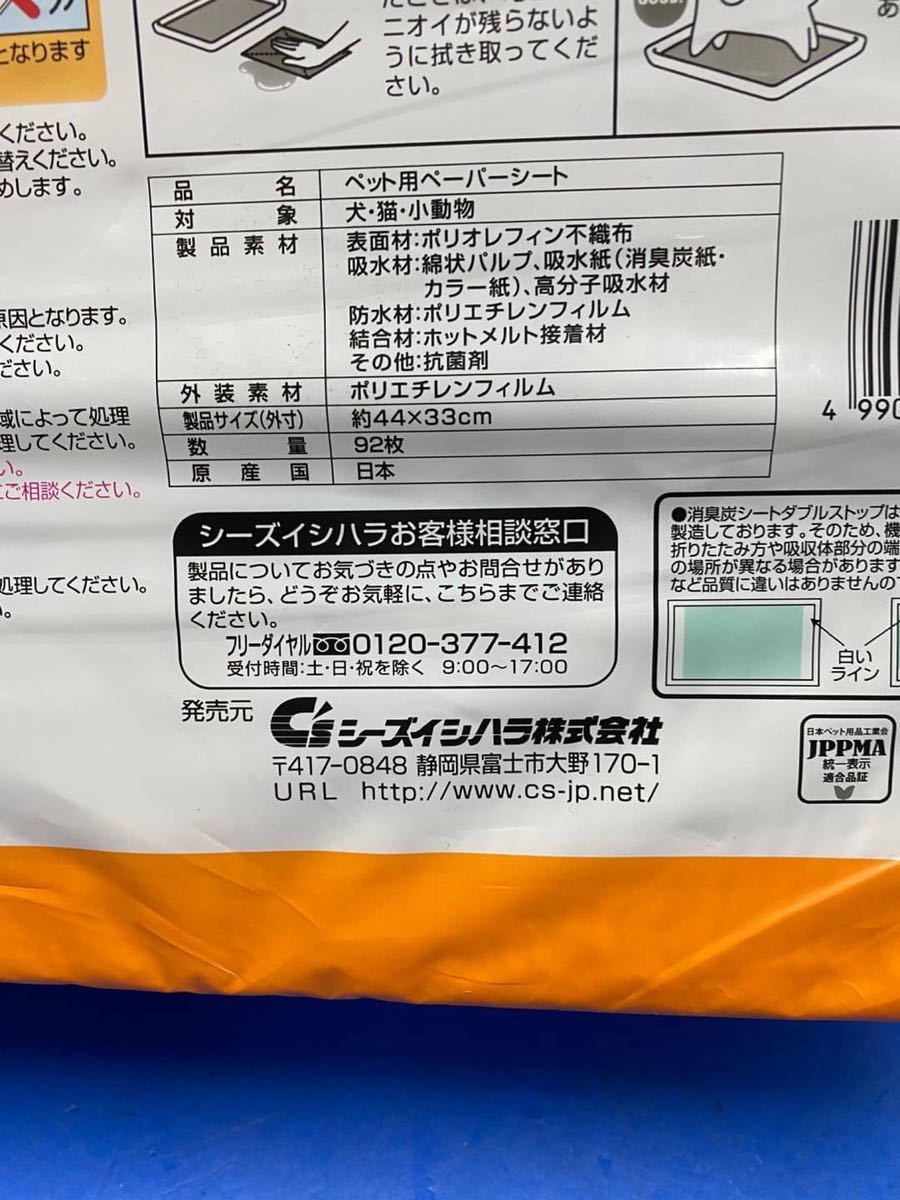 ニオイが残らないよ
うに拭き取ってくだ
さい。
となります
ください。
替えください。
めします。
原因となります。
ください。
ださい。
域によって処理
理してください。
い。
にご相談ください。
処理してください。
い。
品名 ペット用ペーパーシート
対象 犬・猫・小動物
製品素材 表面材:ポリオレフィン不織布
吸水材:綿状パルプ、吸水紙(消臭炭紙・
カラー紙)、高分子吸水材
防水材:ポリエチレンフィルム
結合材:ホットメルト接着材
その他:抗菌剤
外装素材 ポリエチレンフィルム
製品サイズ(外寸) 約44×33cm
数量 92枚
原産国 日本
4 990
シーズイシハラお客様相談窓口
製品についてお気づきの点やお問合せがあり
ましたら、どうぞお気軽に、こちらまでご連絡
ください。
フリーダイヤル 0120-377-412
受付時間:土・日・祝を除く 9:00~17:00
●消臭炭シートダブルストップは
製造しております。そのため、機
折りたたみ方や吸収体部分の端
の場所が異なる場合があります
など品質に違いはありませんので
白い
ライン
発売元 C's シーズイシハラ株式会社
〒417-0848 静岡県富士市大野170-1
URL http://www.cs-jp.net/
日本ペット用品工業会
JPPMA
統一表示
適合品証